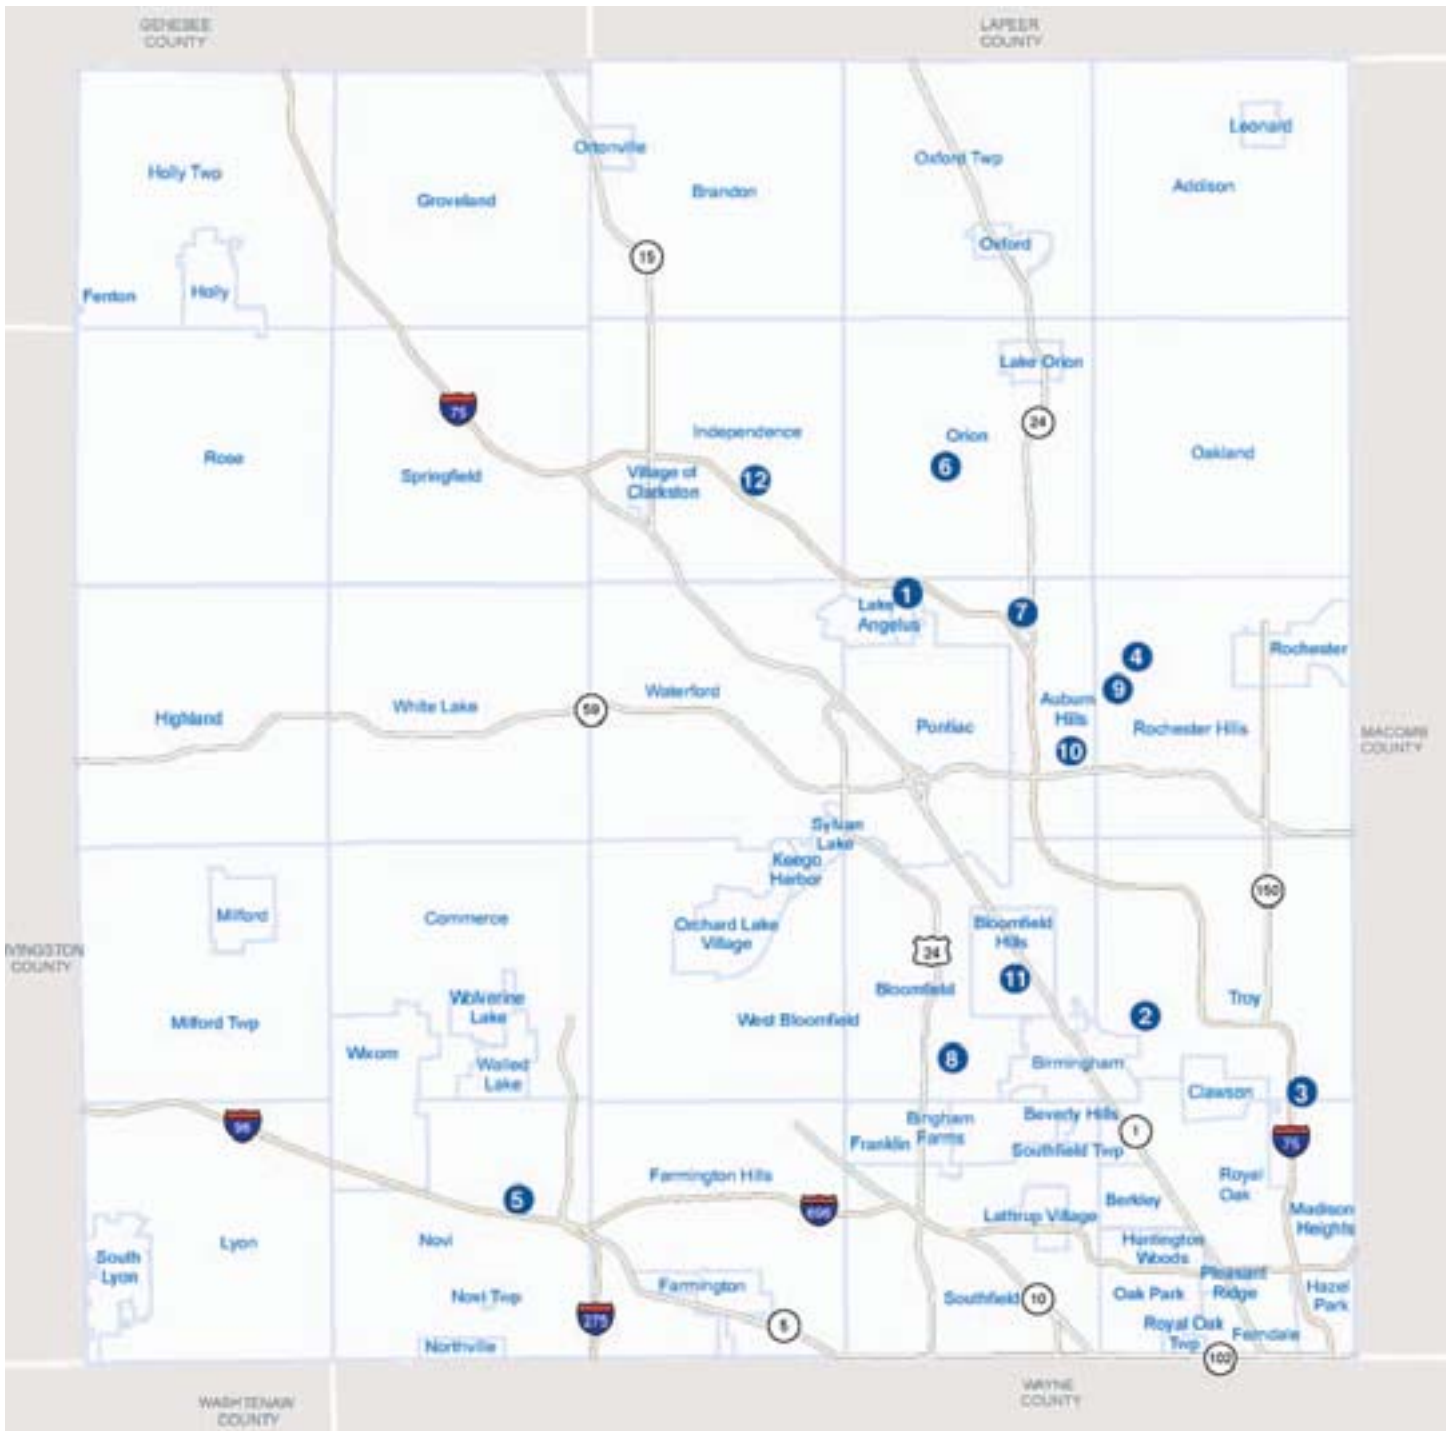 GENESEE
COUNTY
LAPEER
COUNTY
Leonard
Ortonville
Oxford Twp
Holly Twp
Addison
Brandon
Groveland
Oxford
15
Holly
Fenton
Lake Orion
75
24
Independence
Orion
Oakland
Rose
6
Springfield
Village of
Clarkston
12
1
Lake
Angelus
7
Rochester
4
9
Auburn
Hills
Waterford
White Lake
59
Highland
Pontiac
Rochester Hills
MACOMB
COUNTY
10
Sylvan
Lake
Keego
Harbor
150
Milford
Commerce
Orchard Lake
Village
Bloomfield
Hills
24
VINGSTON
COUNTY
11
Bloomfield
Wolverine
Lake
Troy
Milford Twp
West Bloomfield
2
Wixom
8
Walled
Lake
Birmingham
Clawson
3
96
Beverly Hills
Bingham
Farms
Franklin
1
75
Southfield Twp
Farmington Hills
Royal
Oak
5
Berkley
696
Lathrup Village
Madison
Heights
Lyon
Novi
Huntington
Woods
South
Lyon
Pleasant
Ridge
Farmington
Novi Twp
Southfield
10
Oak Park
Hazel
Park
275
5
Royal Oak
Twp
Ferndale
Northville
102
WASHTENAW
COUNTY
WAYNE
COUNTY